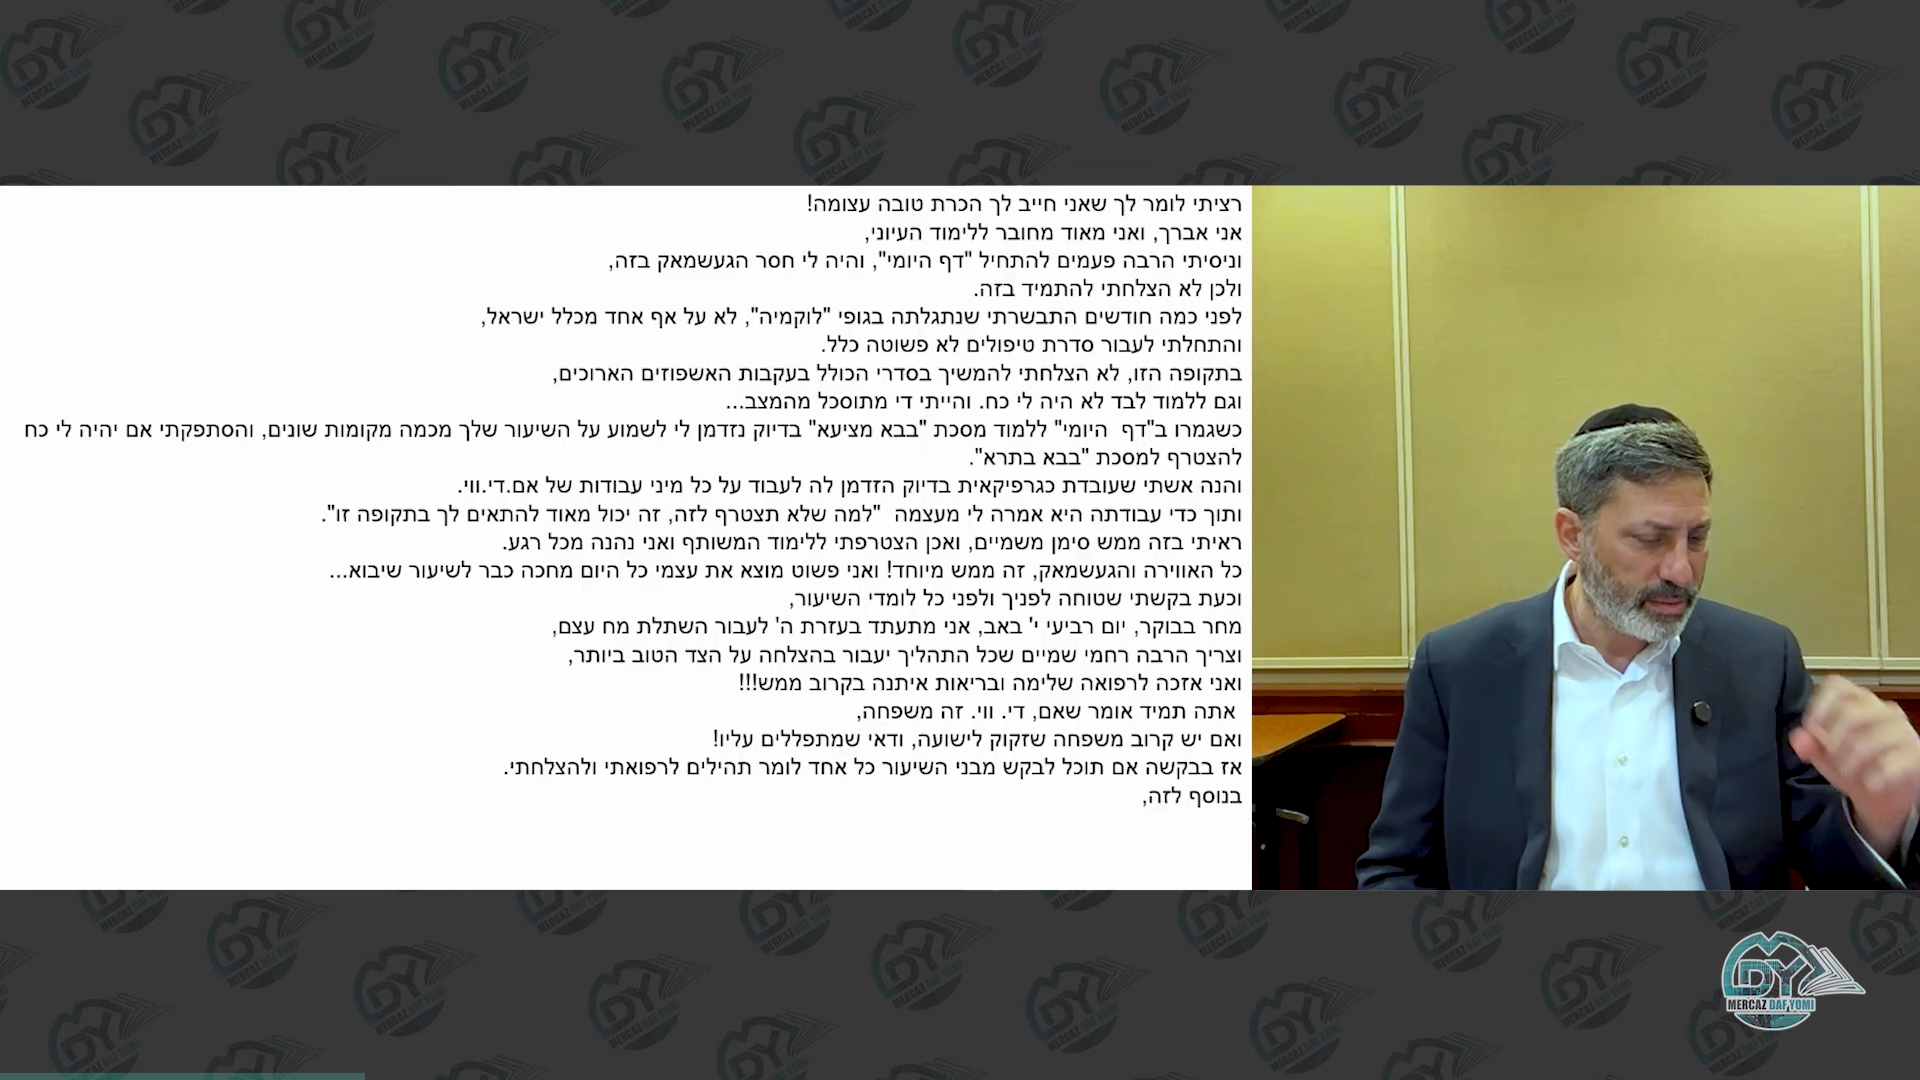 רציתי לומר לך שאני חייב לך הכרת טובה עצומה!
אני אברך, ואני מאוד מחובר ללימוד העיוני,
וניסיתי הרבה פעמים להתחיל "דף היומי", והיה לי חסר הגעשמאק בזה,
ולכן לא הצלחתי להתמיד בזה.
לפני כמה חודשים התבשרתי שנתגלתה בגופי "לוקמיה", לא על אף אחד מכלל ישראל,
והתחלתי לעבור סדרת טיפולים לא פשוטה כלל.
בתקופה הזו, לא הצלחתי להמשיך בסדרי הכולל בעקבות האשפוזים הארוכים,
וגם ללמוד לבד לא היה לי כח. והייתי די מתוסכל מהמצב...
כשגמרו ב"דף היומי" ללמוד מסכת "בבא מציעא" בדיוק נזדמן לי לשמוע על השיעור שלך מכמה מקומות שונים, והסתפקתי אם יהיה לי כח
להצטרף למסכת "בבא בתרא".
והנה אשתי שעובדת כגרפיקאית בדיוק הזדמן לה לעבוד על כל מיני עבודות של אם.די.ווי.
ותוך כדי עבודתה היא אמרה לי מעצמה "למה שלא תצטרף לזה, זה יכול מאוד להתאים לך בתקופה זו".
ראיתי בזה ממש סימן משמיים, ואכן הצטרפתי ללימוד המשותף ואני נהנה מכל רגע.
כל האווירה והגעשמאק, זה ממש מיוחד! ואני פשוט מוצא את עצמי כל היום מחכה כבר לשיעור שיבוא...
וכעת בקשתי שטוחה לפניך ולפני כל לומדי השיעור,
מחר בבוקר, יום רביעי י' באב, אני מתעתד בעזרת ה' לעבור השתלת מח עצם,
וצריך הרבה רחמי שמיים שכל התהליך יעבור בהצלחה על הצד הטוב ביותר,
ואני אזכה לרפואה שלימה ובריאות איתנה בקרוב ממש!!!
אתה תמיד אומר שאם, די. ווי. זה משפחה,
ואם יש קרוב משפחה שזקוק לישועה, ודאי שמתפללים עליו!
אז בבקשה אם תוכל לבקש מבני השיעור כל אחד לומר תהילים לרפואתי ולהצלחתי.
בנוסף לזה,
DY
MERCAZ DAF YOMI